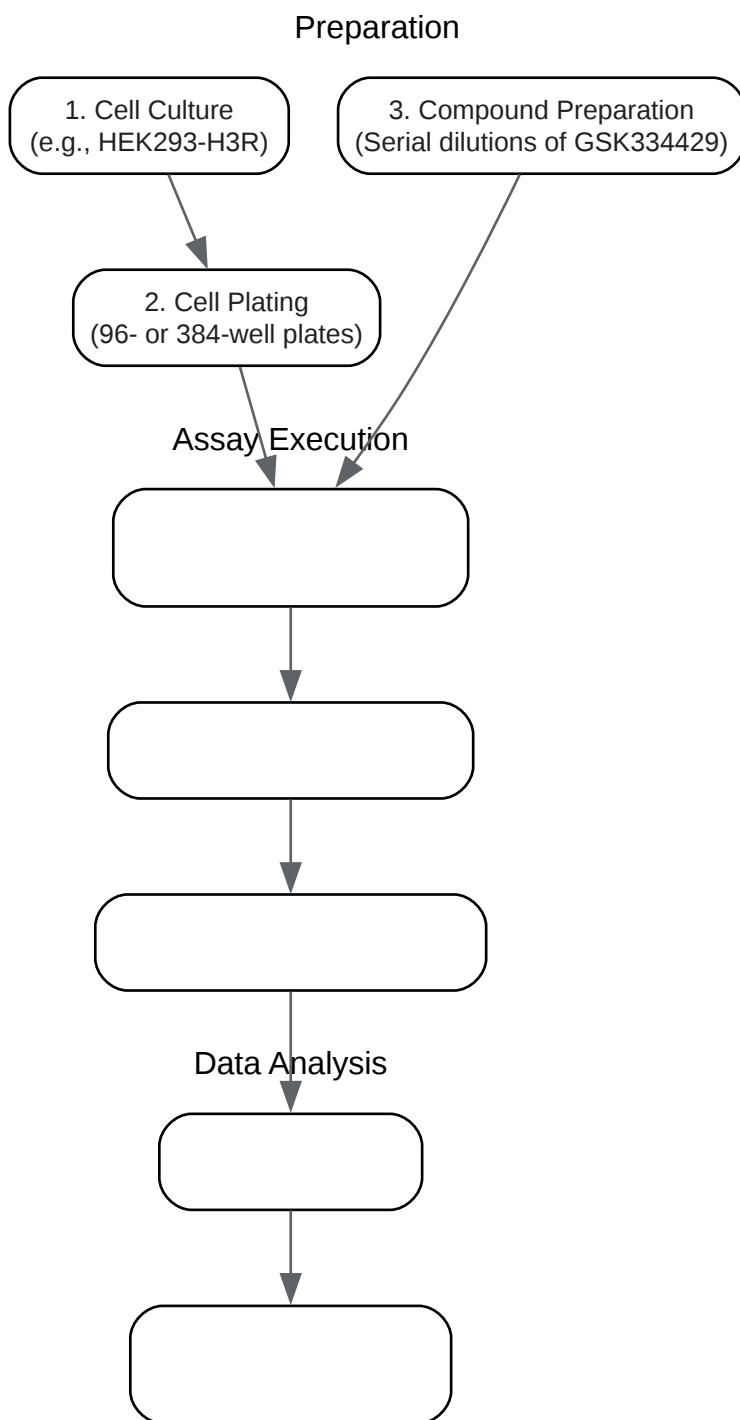 Preparation
1. Cell Culture
(e.g., HEK293-H3R)
3. Compound Preparation
(Serial dilutions of GSK334429)
2. Cell Plating
(96- or 384-well plates)
Assay Execution
Data Analysis